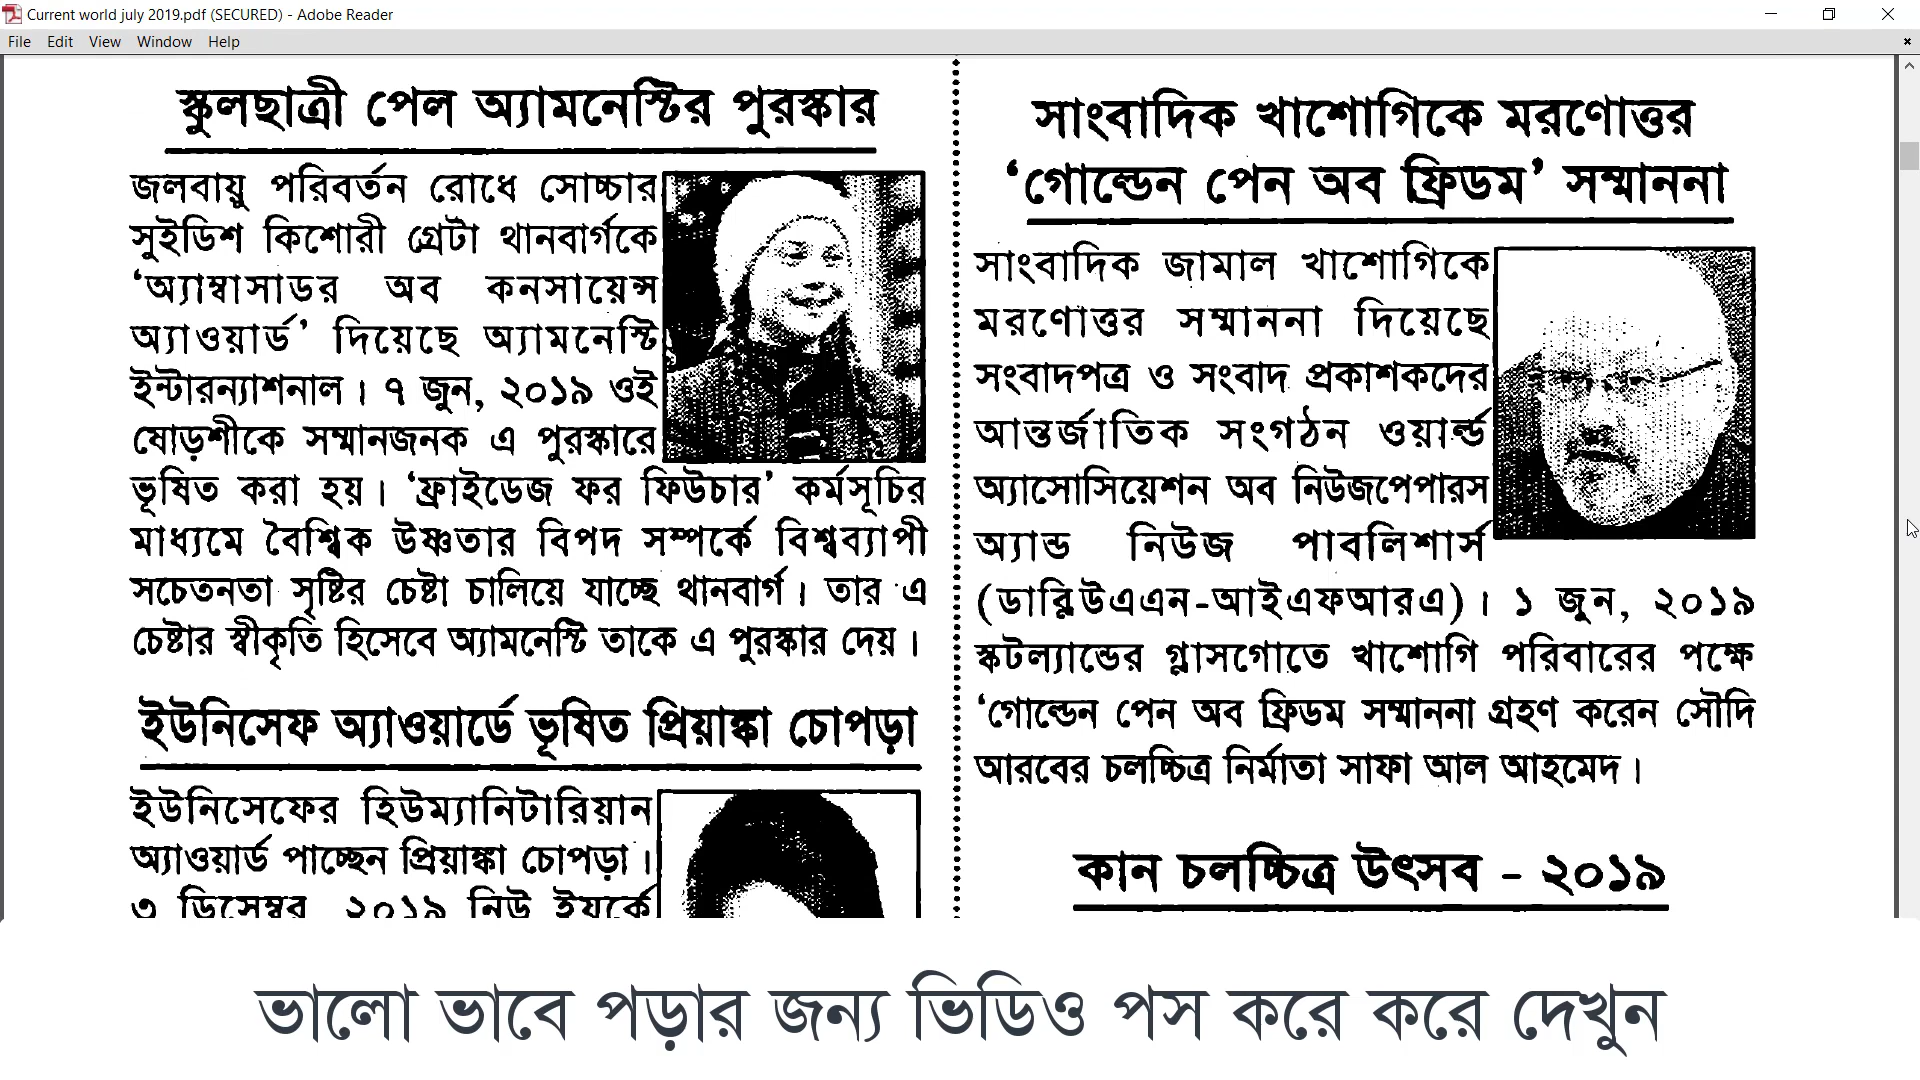 Current world july 2019.pdf (SECURED) - Adobe Reader
File Edit View Window Help
স্কুলছাত্রী পেল অ্যামনেস্টির পুরস্কার
জলবায়ু পরিবর্তন রোধে সোচ্চার
সুইডিশ কিশোরী গ্রেটা থানবার্গকে
‘অ্যাম্বাসাডর অব কনসায়েন্স
অ্যাওয়ার্ড’ দিয়েছে অ্যামনেস্টি
ইন্টারন্যাশনাল। ৭ জুন, ২০১৯ ওই
ষোড়শীকে সম্মানজনক এ পুরস্কারে
ভূষিত করা হয়। ‘ফ্রাইডেজ ফর ফিউচার’ কর্মসূচির
মাধ্যমে বৈশ্বিক উষ্ণতার বিপদ সম্পর্কে বিশ্বব্যাপী
সচেতনতা সৃষ্টির চেষ্টা চালিয়ে যাচ্ছে থানবার্গ। তার এ
চেষ্টার স্বীকৃতি হিসেবে অ্যামনেস্টি তাকে এ পুরস্কার দেয়।
ইউনিসেফ অ্যাওয়ার্ডে ভূষিত প্রিয়াঙ্কা চোপড়া
ইউনিসেফের হিউম্যানিটারিয়ান
অ্যাওয়ার্ড পাচ্ছেন প্রিয়াঙ্কা চোপড়া।
৩ ডিসেম্বর ২০১৯ নিউ ইয়র্কে
সাংবাদিক খাশোগিকে মরণোত্তর
‘গোল্ডেন পেন অব ফ্রিডম’ সম্মাননা
সাংবাদিক জামাল খাশোগিকে
মরণোত্তর সম্মাননা দিয়েছে
সংবাদপত্র ও সংবাদ প্রকাশকদের
আন্তর্জাতিক সংগঠন ওয়ার্ল্ড
অ্যাসোসিয়েশন অব নিউজপেপারস
অ্যান্ড নিউজ পাবলিশার্স
(ডাব্লিউএএন-আইএফআরএ)। ১ জুন, ২০১৯
স্কটল্যান্ডের গ্লাসগোতে খাশোগি পরিবারের পক্ষে
‘গোল্ডেন পেন অব ফ্রিডম সম্মাননা গ্রহণ করেন সৌদি
আরবের চলচ্চিত্র নির্মাতা সাফা আল আহমেদ।
কান চলচ্চিত্র উৎসব - ২০১৯
ভালো ভাবে পড়ার জন্য ভিডিও পস করে করে দেখুন